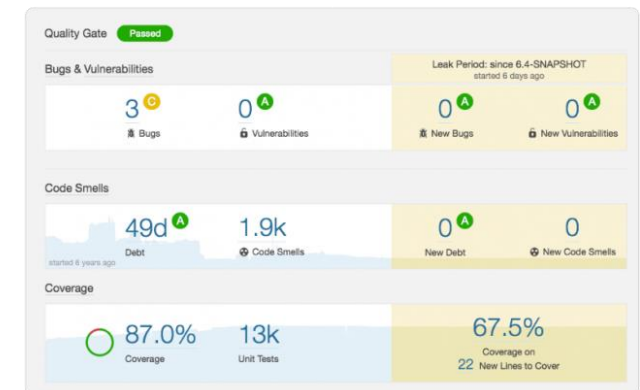 Quality Gate Passed
Bugs & Vulnerabilities
Leak Period: since 6.4-SNAPSHOT
started 6 days ago
3 C 0 A 0 A 0 A
Bugs Vulnerabilities New Bugs New Vulnerabilities
Code Smells
49d A 1.9k 0 A 0
Debt Code Smells New Debt New Code Smells
started 6 years ago
Coverage
87.0% 13k 67.5%
Coverage Unit Tests Coverage on
22 New Lines to Cover